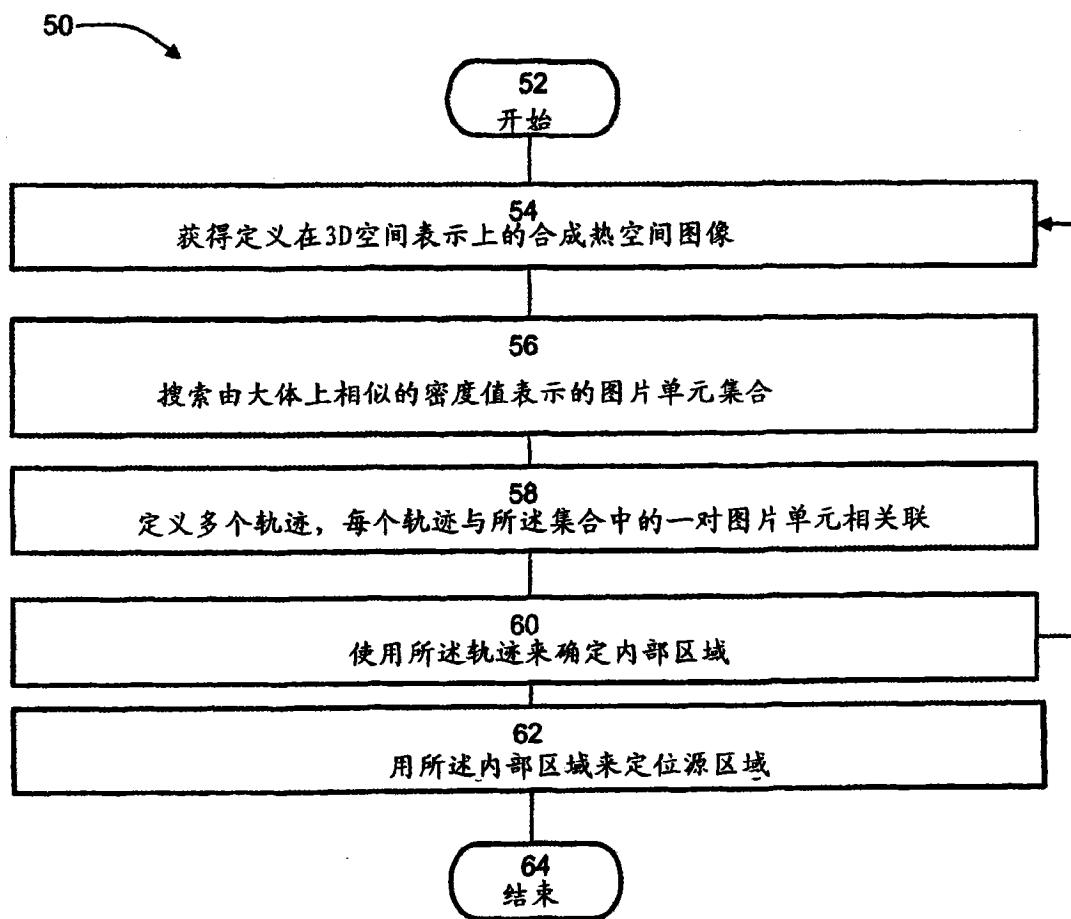 50
52
开始
54
获得定义在3D空间表示上的合成热空间图像
56
搜索由大体上相似的密度值表示的图片单元集合
58
定义多个轨迹，每个轨迹与所述集合中的一对图片单元相关联
60
使用所述轨迹来确定内部区域
62
用所述内部区域来定位源区域
64
结束